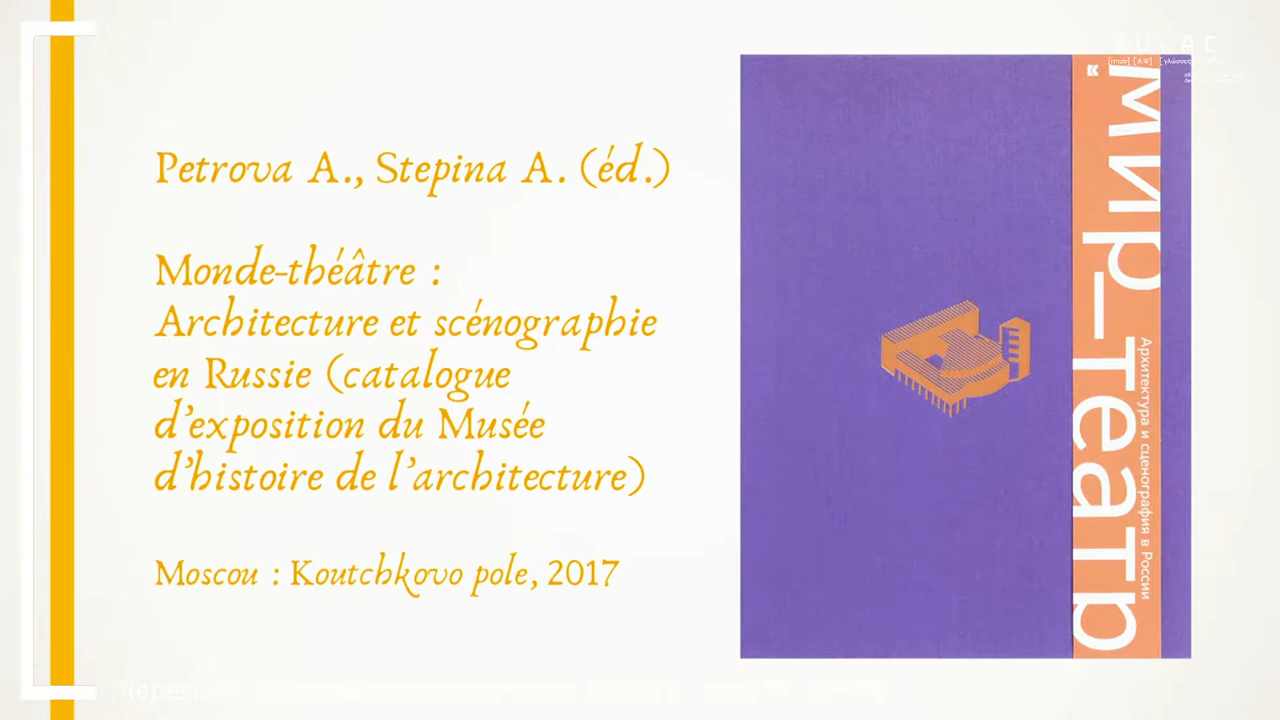 Petrova A., Stepina A. (éd.)
Monde-théâtre :
Architecture et scénographie
en Russie (catalogue
d'exposition du Musée
d'histoire de l'architecture)
Moscou : Koutchkovo pole, 2017
«мир_театр
Архитектура и сценография в России